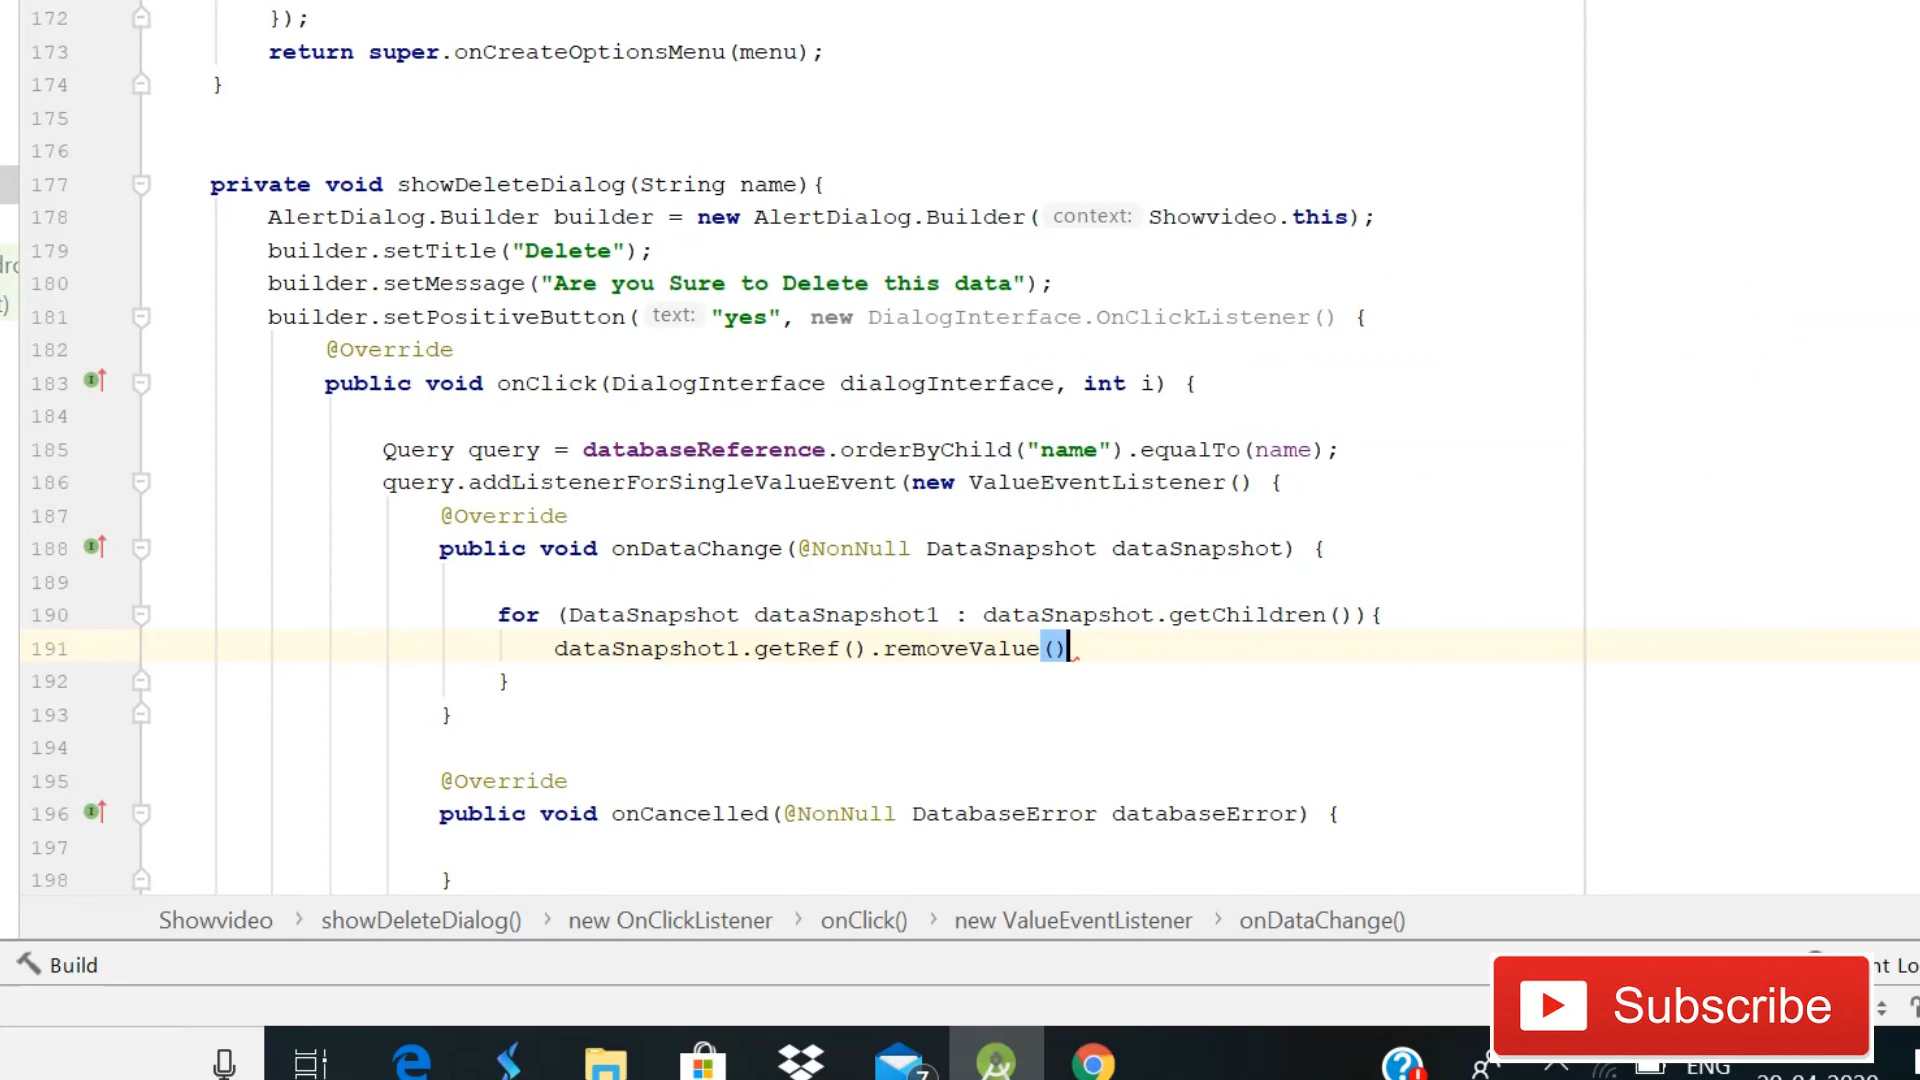 172 });
173 return super.onCreateOptionsMenu(menu);
174 }
175
176
177 private void showDeleteDialog(String name){
178 AlertDialog.Builder builder = new AlertDialog.Builder( context: Showvideo.this);
179 builder.setTitle("Delete");
180 builder.setMessage("Are you Sure to Delete this data");
181 builder.setPositiveButton( text: "yes", new DialogInterface.OnClickListener() {
182 @Override
183 public void onClick(DialogInterface dialogInterface, int i) {
184
185 Query query = databaseReference.orderByChild("name").equalTo(name);
186 query.addListenerForSingleValueEvent(new ValueEventListener() {
187 @Override
188 public void onDataChange(@NonNull DataSnapshot dataSnapshot) {
189
190 for (DataSnapshot dataSnapshot1 : dataSnapshot.getChildren()){
191 dataSnapshot1.getRef().removeValue()
192 }
193 }
194
195 @Override
196 public void onCancelled(@NonNull DatabaseError databaseError) {
197
198 }
Showvideo > showDeleteDialog() > new OnClickListener > onClick() > new ValueEventListener > onDataChange()
Build
Subscribe
7
ENG